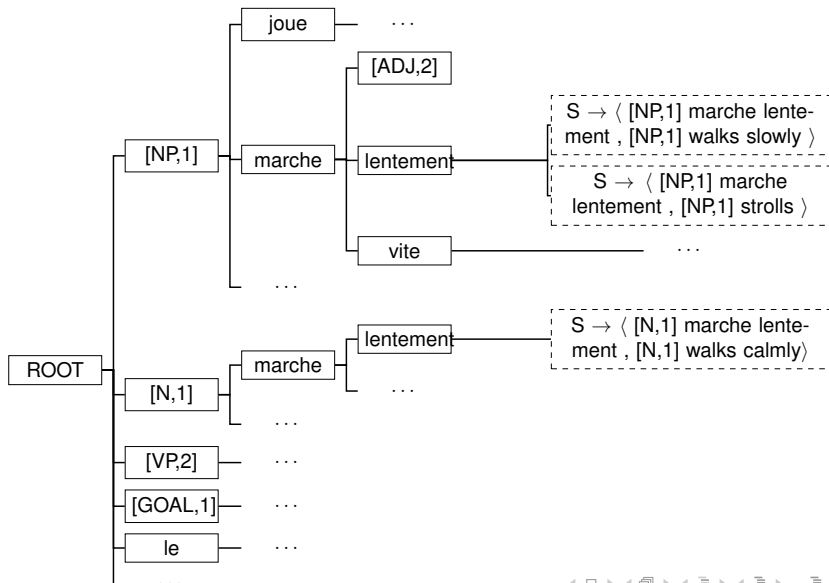 joue
...
[ADJ,2]
S → ⟨ [NP,1] marche lente-
ment , [NP,1] walks slowly ⟩
[NP,1]
marche
lentement
S → ⟨ [NP,1] marche
lentement , [NP,1] strolls ⟩
vite
...
...
S → ⟨ [N,1] marche lente-
ment , [N,1] walks calmly⟩
lentement
ROOT
marche
[N,1]
...
...
[VP,2]
...
[GOAL,1]
...
le
...
...